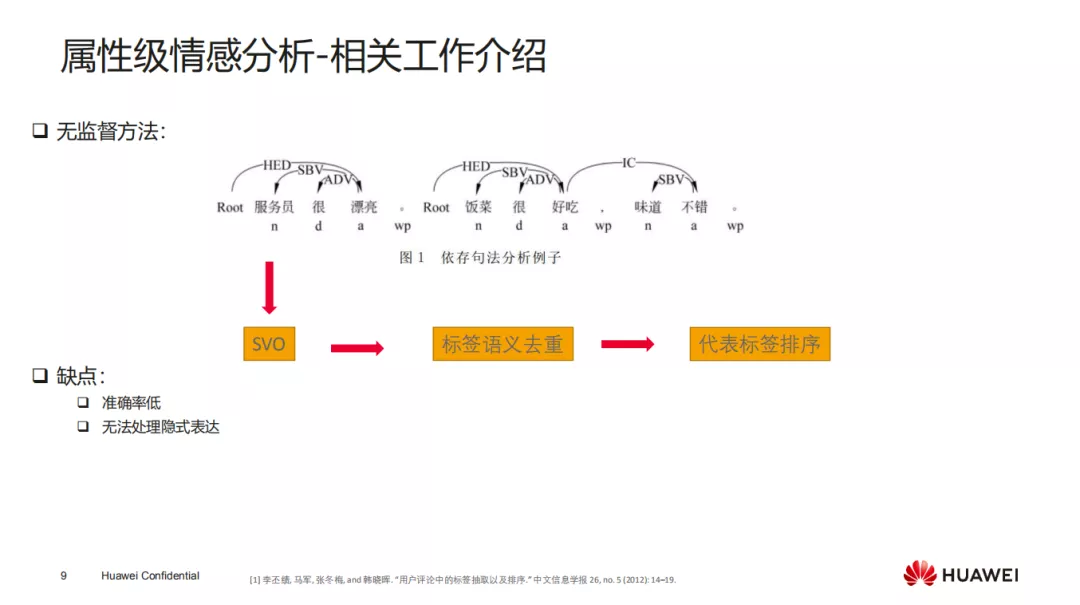 属性级情感分析-相关工作介绍
❑ 无监督方法：
HED SBV ADV HED SBV ADV IC SBV
Root 服务员 很 漂亮 。 Root 饭菜 很 好吃 ， 味道 不错 。
n d a wp n d a wp n a wp
图 1 依存句法分析例子
SVO 标签语义去重 代表标签排序
❑ 缺点：
❑ 准确率低
❑ 无法处理隐式表达
9 Huawei Confidential
[1] 李丕绩, 马军, 张冬梅, and 韩晓晖. "用户评论中的标签抽取以及排序." 中文信息学报 26, no. 5 (2012): 14–19.
HUAWEI